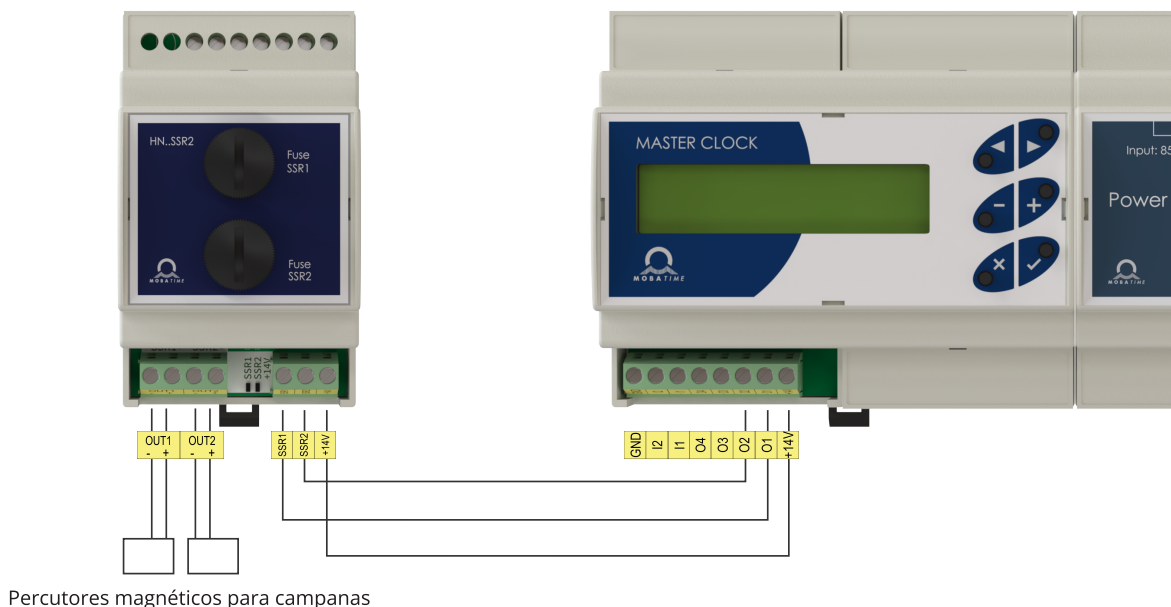 HN..SSR2
Fuse
SSR1
Fuse
SSR2
MOBATIME
MASTER CLOCK
MOBATIME
Input: 85
Power
MOBATIME
SSR1
SSR2
+14V
OUT1
- +
OUT2
- +
SSR1
SSR2
+14V
GND
I2
I1
O4
O3
O2
O1
+14V
Percutores magnéticos para campanas